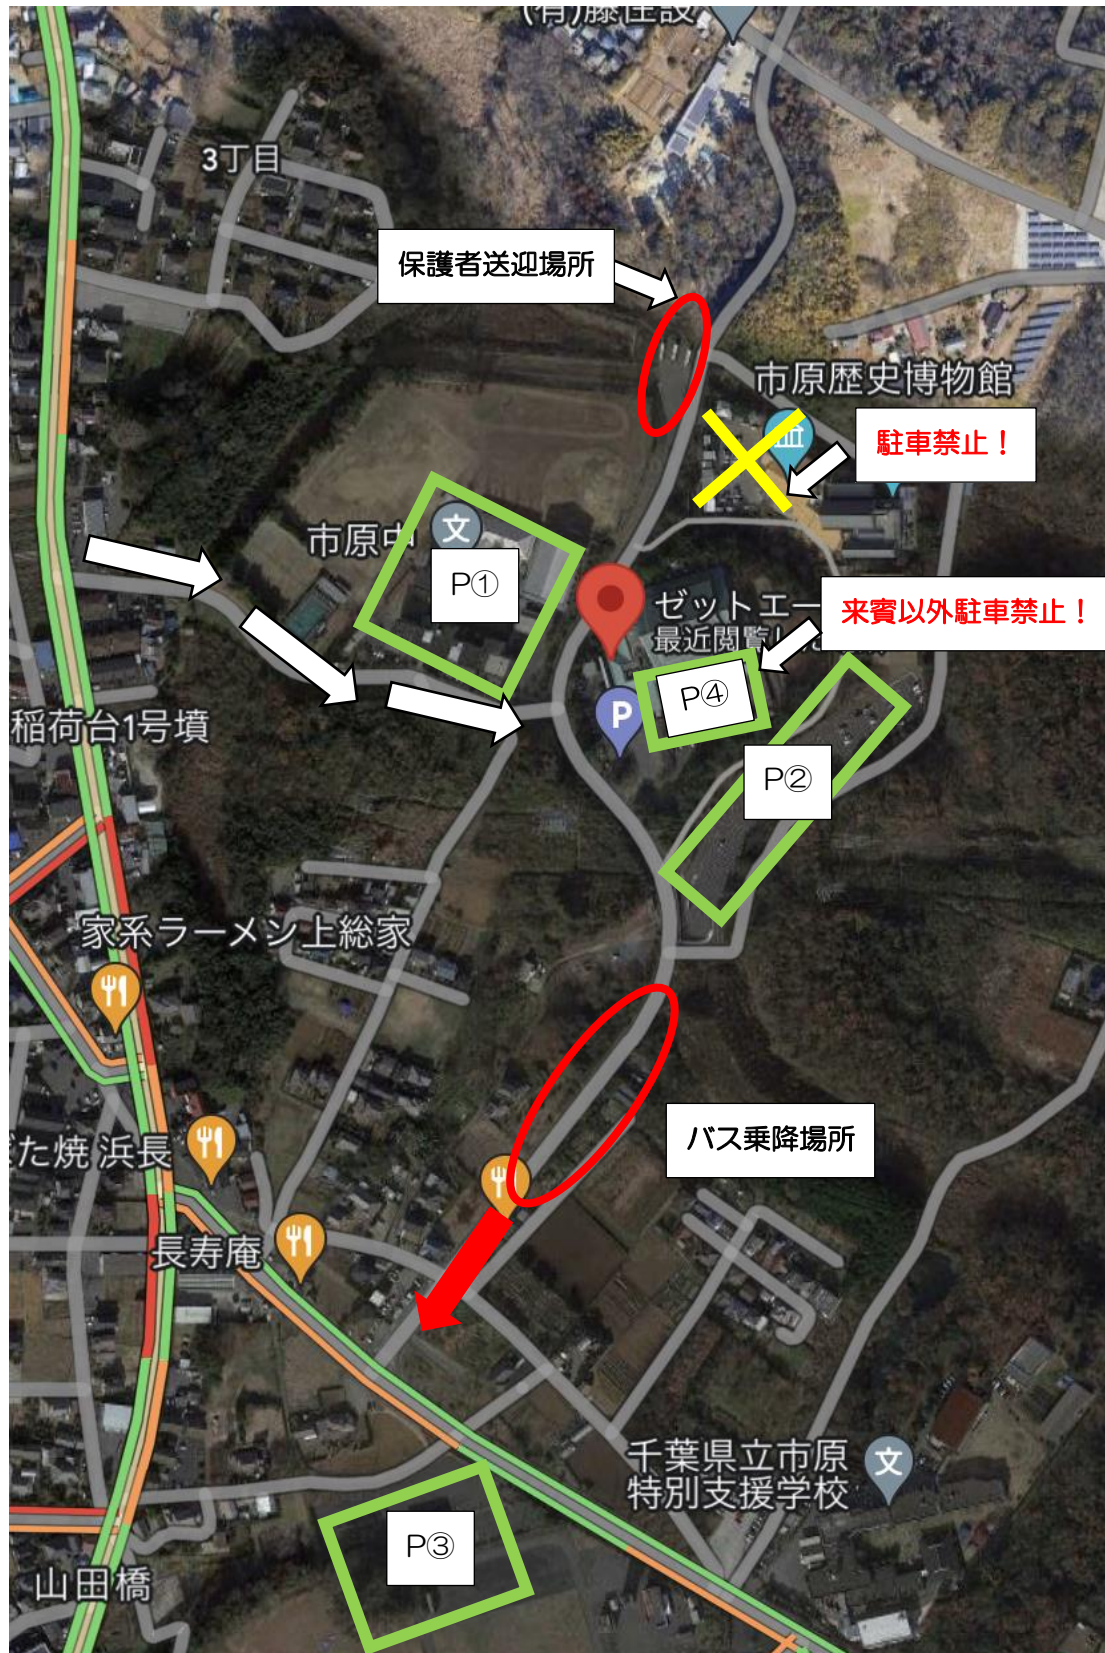 (有)藤住設
3丁目
保護者送迎場所
市原歴史博物館
駐車禁止！
市原中
P①
ゼットエー
最近閲覧し
来賓以外駐車禁止！
P④
P
稲荷台1号墳
P②
家系ラーメン上総家
バス乗降場所
た焼 浜長
長寿庵
千葉県立市原
特別支援学校
P③
山田橋